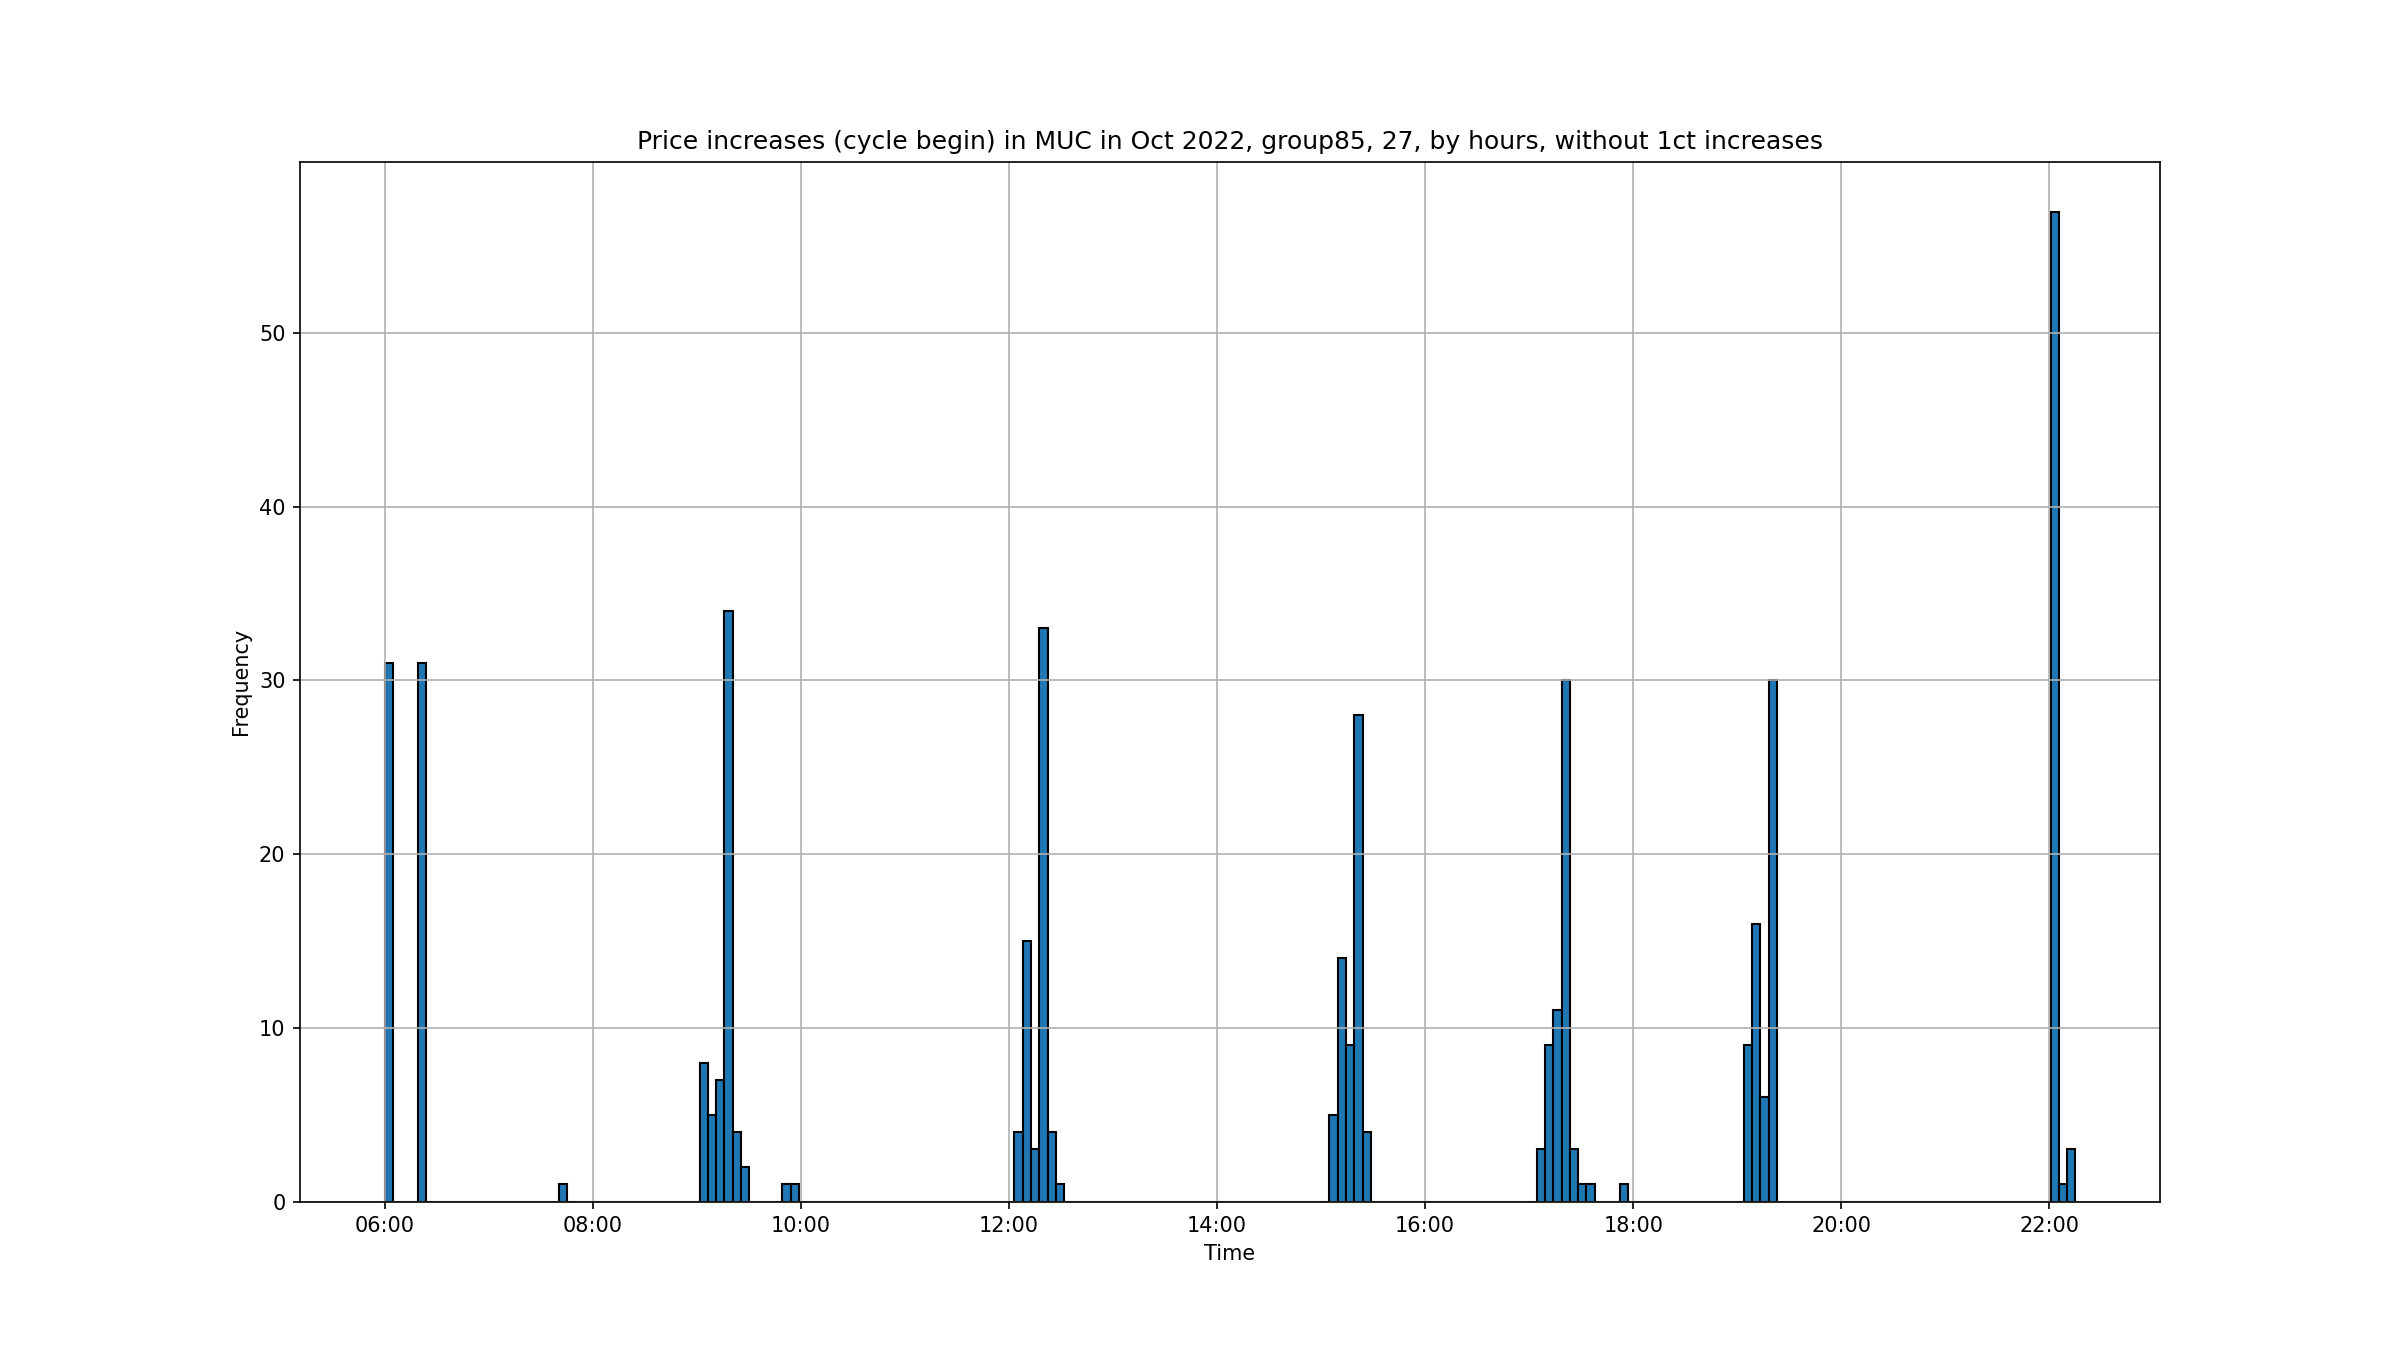 Price increases (cycle begin) in MUC in Oct 2022, group85, 27, by hours, without 1ct increases
Frequency
50
40
30
20
10
0
06:00 08:00 10:00 12:00 14:00 16:00 18:00 20:00 22:00
Time